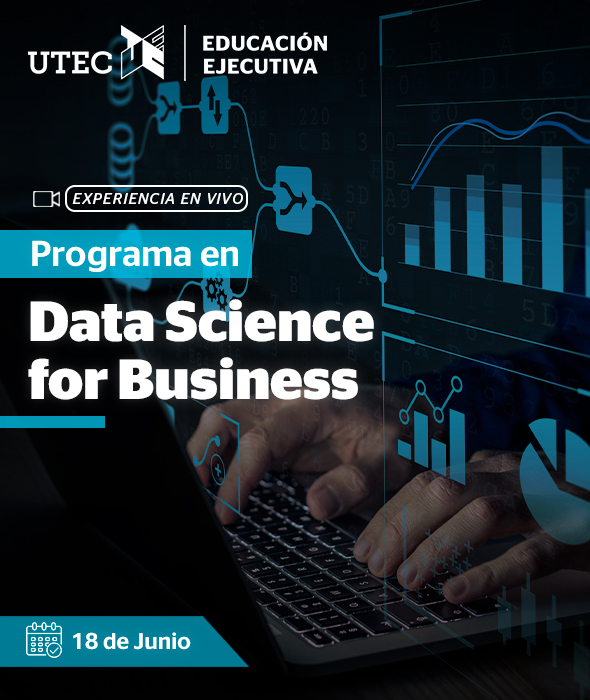 UTEC
EDUCACIÓN
EJECUTIVA
EXPERIENCIA EN VIVO
Programa en
Data Science
for Business
18 de Junio